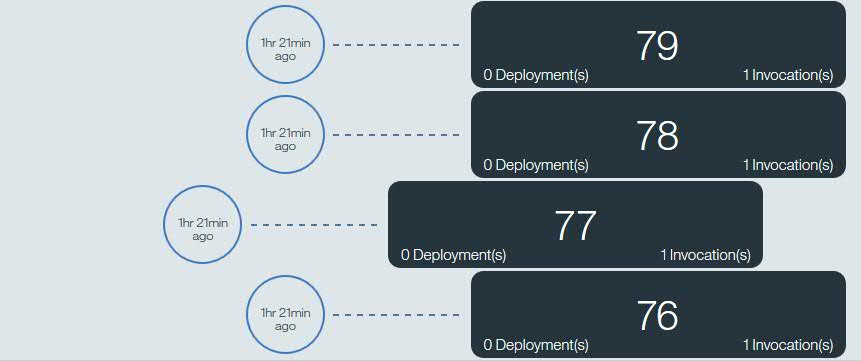 1hr 21min
ago
79
0 Deployment(s) 1 Invocation(s)
1hr 21min
ago
78
0 Deployment(s) 1 Invocation(s)
1hr 21min
ago
77
0 Deployment(s) 1 Invocation(s)
1hr 21min
ago
76
0 Deployment(s) 1 Invocation(s)